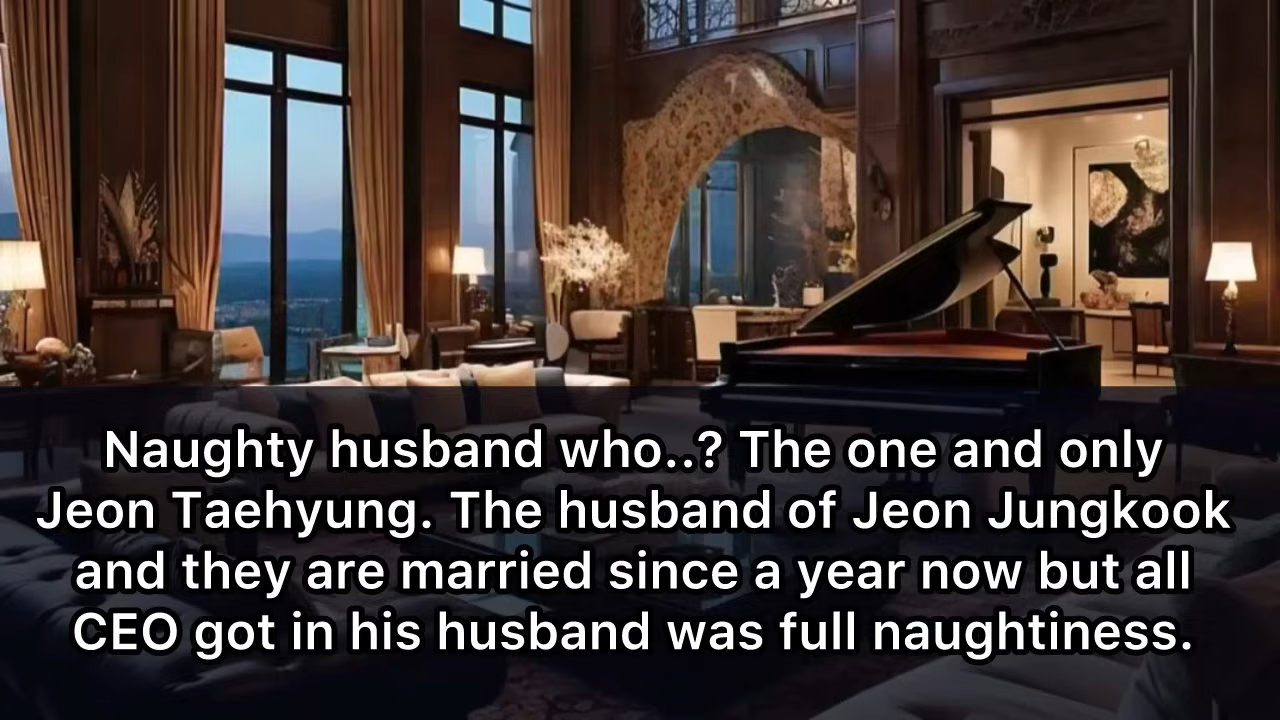 Naughty husband who..? The one and only
Jeon Taehyung. The husband of Jeon Jungkook
and they are married since a year now but all
CEO got in his husband was full naughtiness.